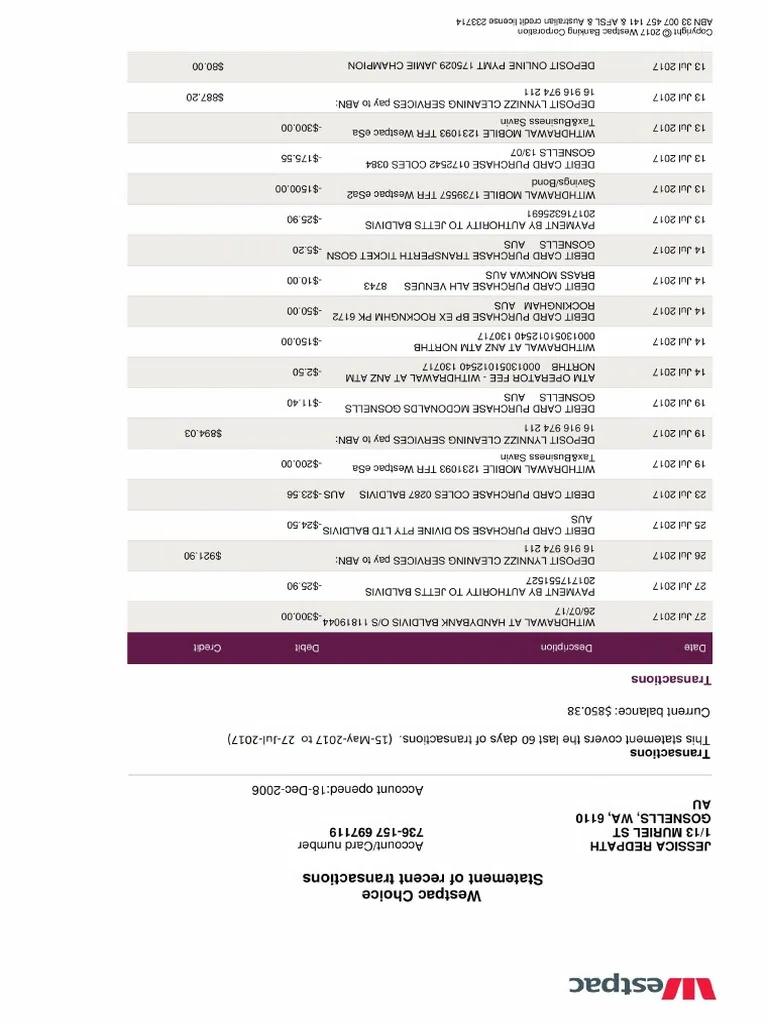 Westpac
Westpac Choice
Statement of recent transactions
JESSICA REDPATH
1/13 MURIEL ST
GOSNELLS, WA, 6110
AU
Account/Card number
736-157 697119
Account opened:18-Dec-2006
Transactions
This statement covers the last 60 days of transactions. (15-May-2017 to 27-Jul-2017)
Current balance: $850.38
Transactions
Date Description Debit Credit
27 Jul 2017 WITHDRAWAL AT HANDYBANK BALDIVIS O/S 11819044 -$300.00
26/07/17
27 Jul 2017 PAYMENT BY AUTHORITY TO JETTS BALDIVIS -$25.90
201717551527
26 Jul 2017 DEPOSIT LYNNIZZ CLEANING SERVICES pay to ABN: $921.90
16 916 974 211
25 Jul 2017 DEBIT CARD PURCHASE SQ DIVINE PTY LTD BALDIVIS -$24.50
AUS
23 Jul 2017 DEBIT CARD PURCHASE COLES 0287 BALDIVIS AUS -$23.56
19 Jul 2017 WITHDRAWAL MOBILE 1231093 TFR Westpac eSa -$200.00
Tax&Business Savin
19 Jul 2017 DEPOSIT LYNNIZZ CLEANING SERVICES pay to ABN: $894.03
16 916 974 211
19 Jul 2017 DEBIT CARD PURCHASE MCDONALDS GOSNELLS -$11.40
GOSNELLS AUS
14 Jul 2017 ATM OPERATOR FEE - WITHDRAWAL AT ANZ ATM -$2.50
NORTHB 00013051012540 130717
14 Jul 2017 WITHDRAWAL AT ANZ ATM NORTHB -$150.00
00013051012540 130717
14 Jul 2017 DEBIT CARD PURCHASE BP EX ROCKNGHM PK 6172 -$50.00
ROCKINGHAM AUS
14 Jul 2017 DEBIT CARD PURCHASE ALH VENUES 8743 -$10.00
BRASS MONKWA AUS
14 Jul 2017 DEBIT CARD PURCHASE TRANSPERTH TICKET GOSN -$5.20
GOSNELLS AUS
13 Jul 2017 PAYMENT BY AUTHORITY TO JETTS BALDIVIS -$25.90
201716325691
13 Jul 2017 WITHDRAWAL MOBILE 1739557 TFR Westpac eSa2 -$1500.00
Savings/Bond
13 Jul 2017 DEBIT CARD PURCHASE 0172542 COLES 0384 -$175.55
GOSNELLS 13/07
13 Jul 2017 WITHDRAWAL MOBILE 1231093 TFR Westpac eSa -$300.00
Tax&Business Savin
13 Jul 2017 DEPOSIT LYNNIZZ CLEANING SERVICES pay to ABN: $887.20
16 916 974 211
13 Jul 2017 DEPOSIT ONLINE PYMT 175029 JAMIE CHAMPION $80.00
Copyright © 2017 Westpac Banking Corporation
ABN 33 007 457 141 & AFSL & Australian credit license 233714